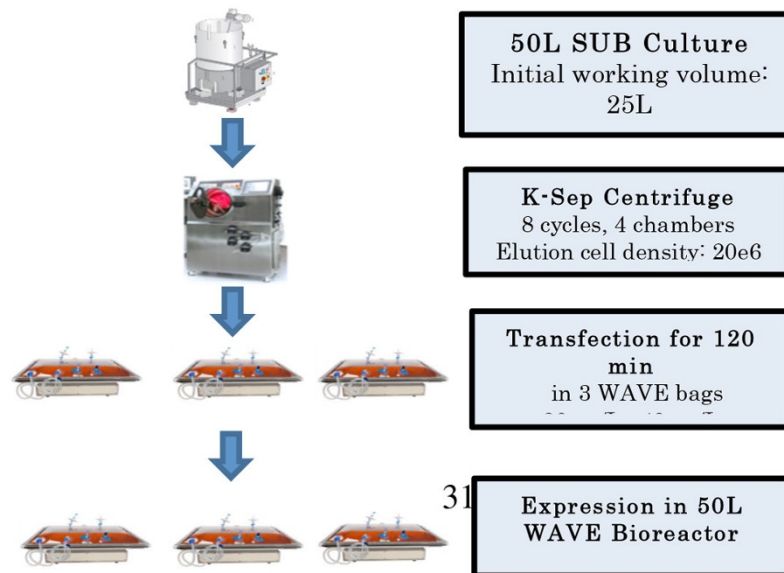 50L SUB Culture
Initial working volume:
25L
K-Sep Centrifuge
8 cycles, 4 chambers
Elution cell density: 20e6
Transfection for 120
min
in 3 WAVE bags
31
Expression in 50L
WAVE Bioreactor